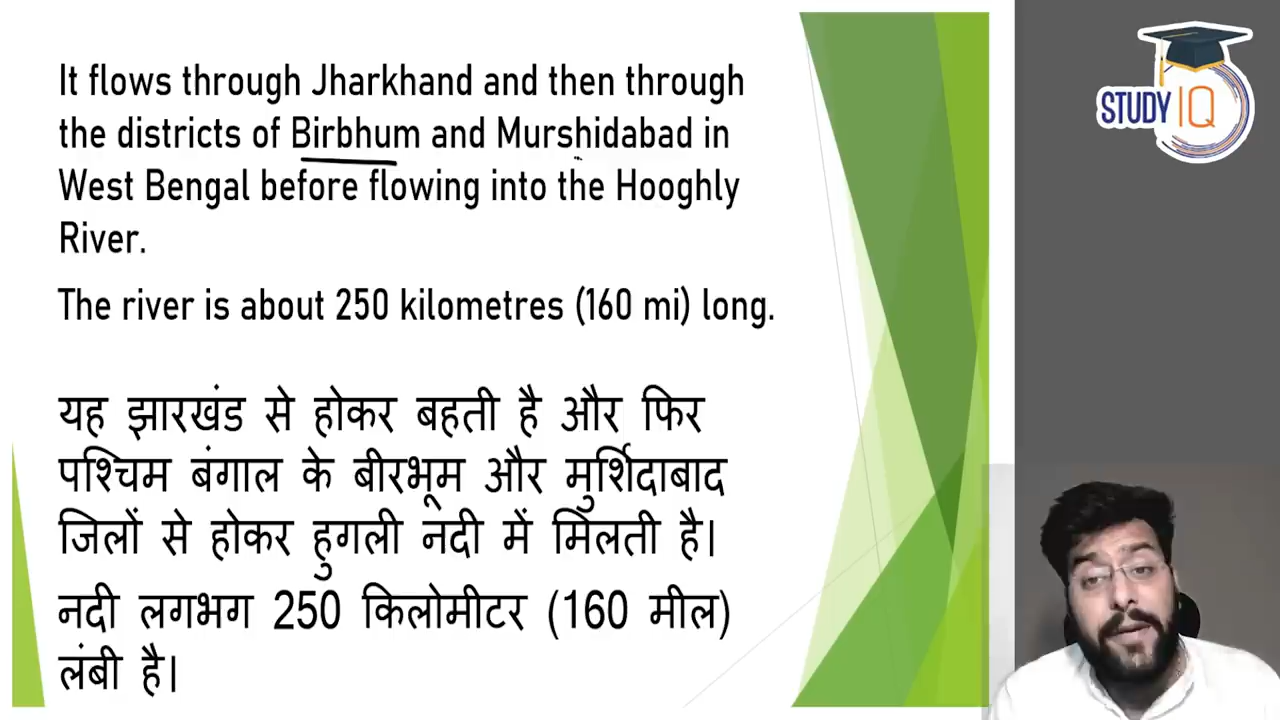 It flows through Jharkhand and then through
the districts of Birbhum and Murshidabad in
West Bengal before flowing into the Hooghly
River.
The river is about 250 kilometres (160 mi) long.
यह झारखंड से होकर बहती है और फिर
पश्चिम बंगाल के बीरभूम और मुर्शिदाबाद
जिलों से होकर हुगली नदी में मिलती है।
नदी लगभग 250 किलोमीटर (160 मील)
लंबी है।
STUDY IQ